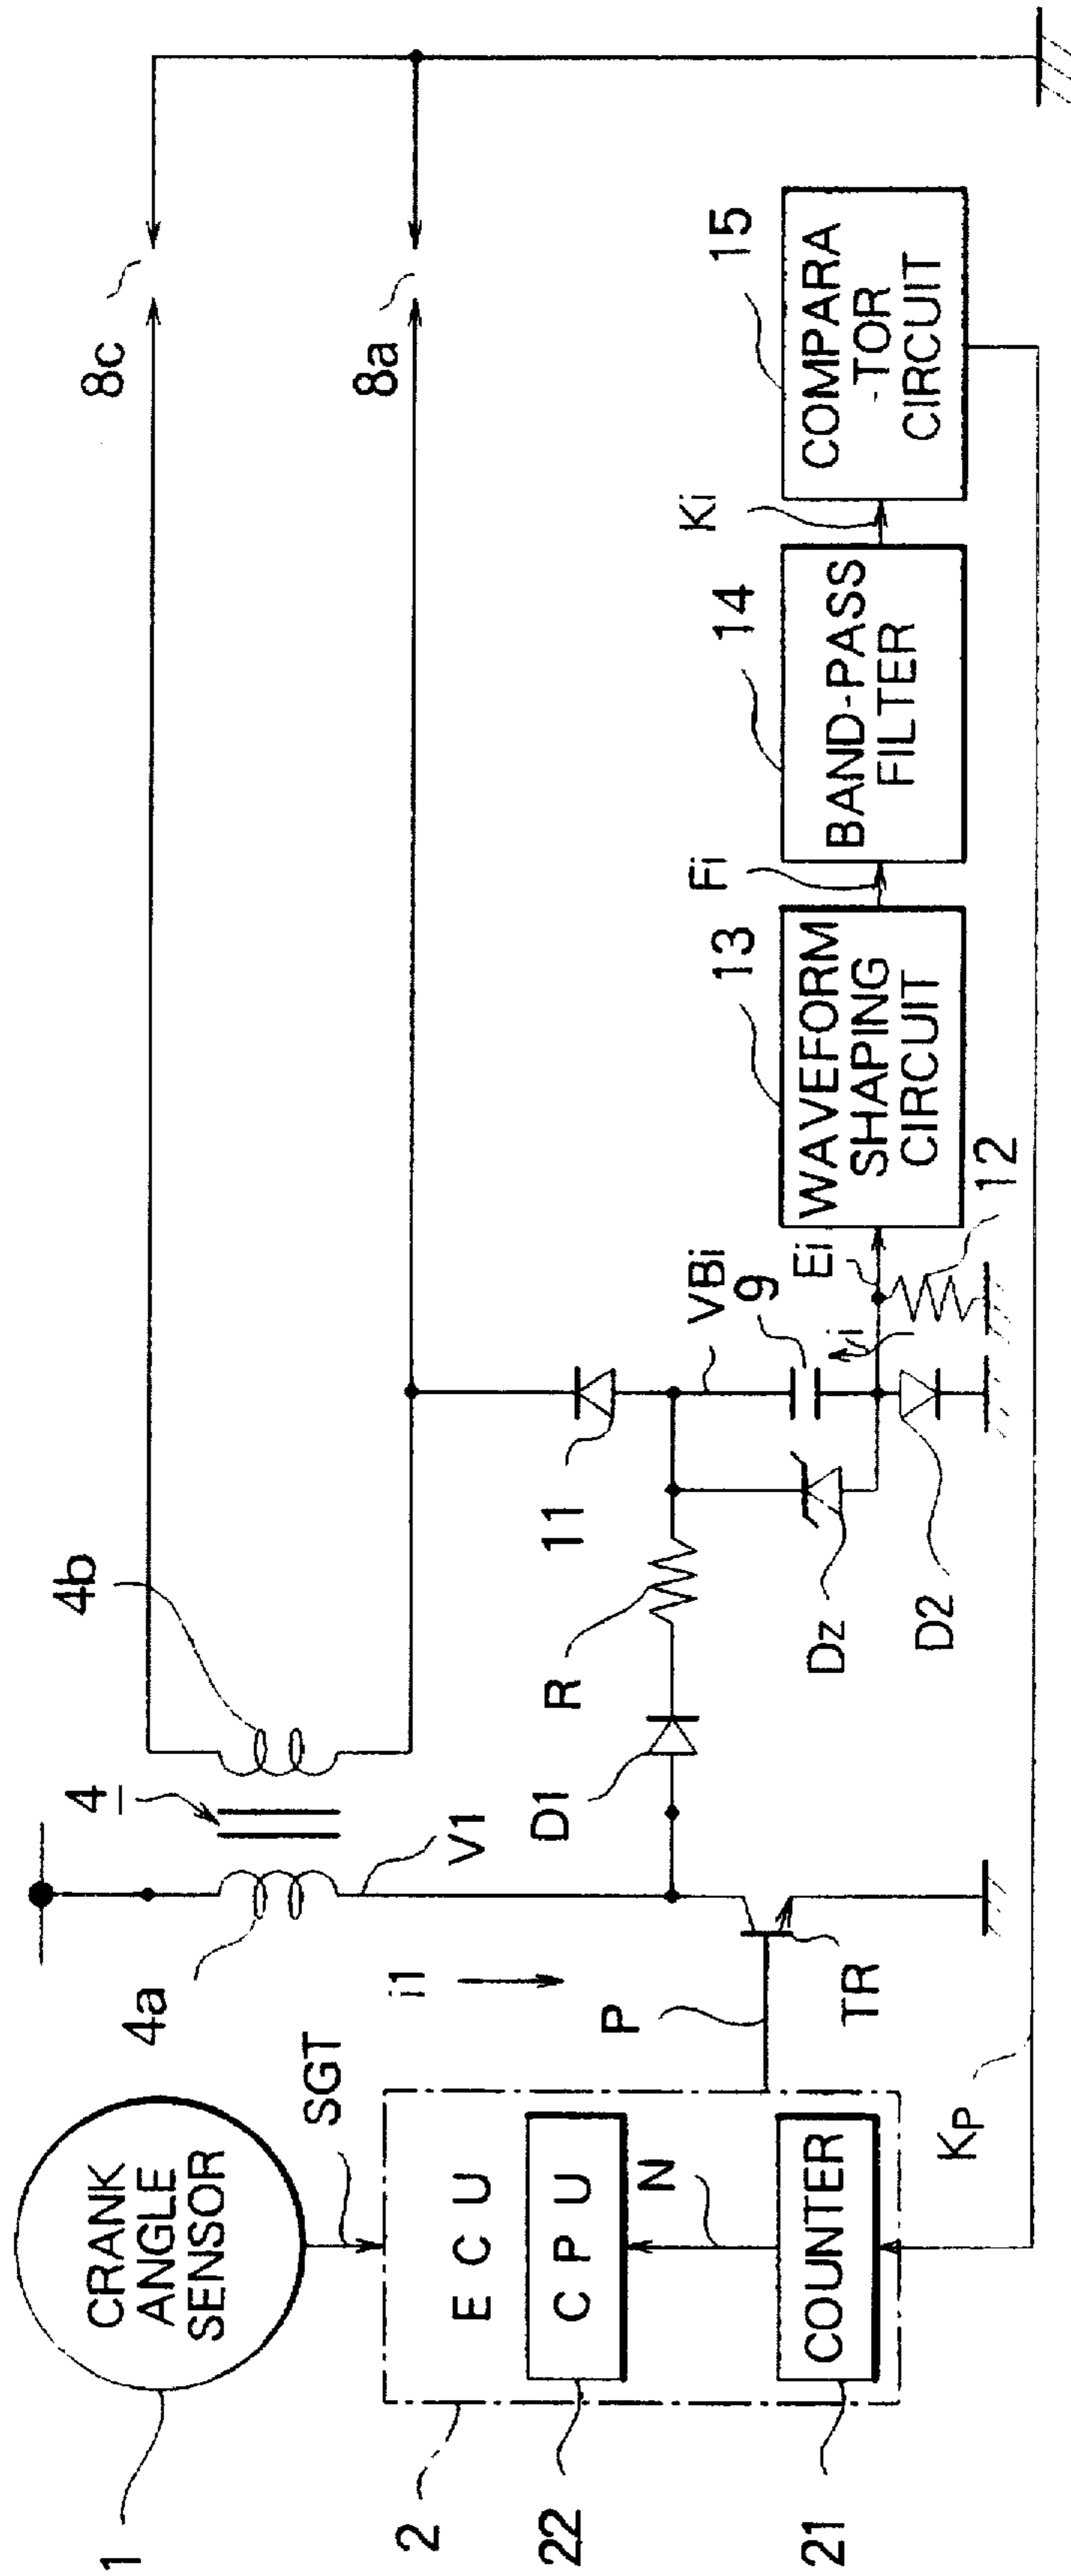 1
CRANK
ANGLE
SENSOR
SGT
2
E C U
22
C P U
N
21
COUNTER
KP
P
TR
i1
4a
4
4b
V1
D1
R
11
Dz
D2
VBi
9
i
Ei
12
13
WAVEFORM
SHAPING
CIRCUIT
Fi
14
BAND-PASS
FILTER
Ki
15
COMPARA
-TOR
CIRCUIT
8c
8a